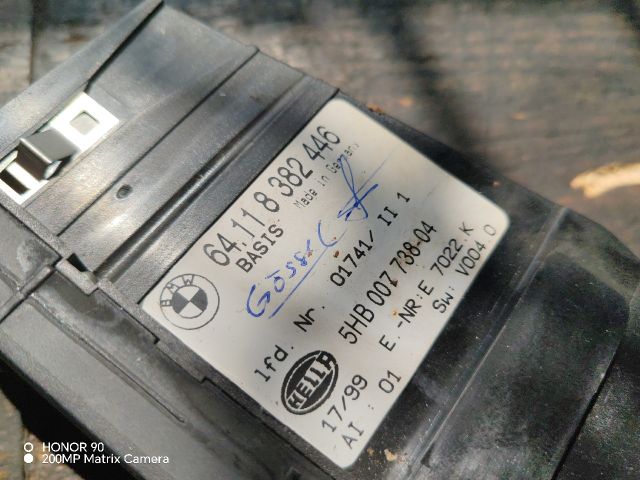 64.11 8 382 446
BASIS Made in Germany
BMW
lfd. Nr. 01741/ II 1
HELLA 5HB 007 738-04
17/99 E.-NR:E 7022 K
AI : 01 SW: V004.0
HONOR 90
200MP Matrix Camera